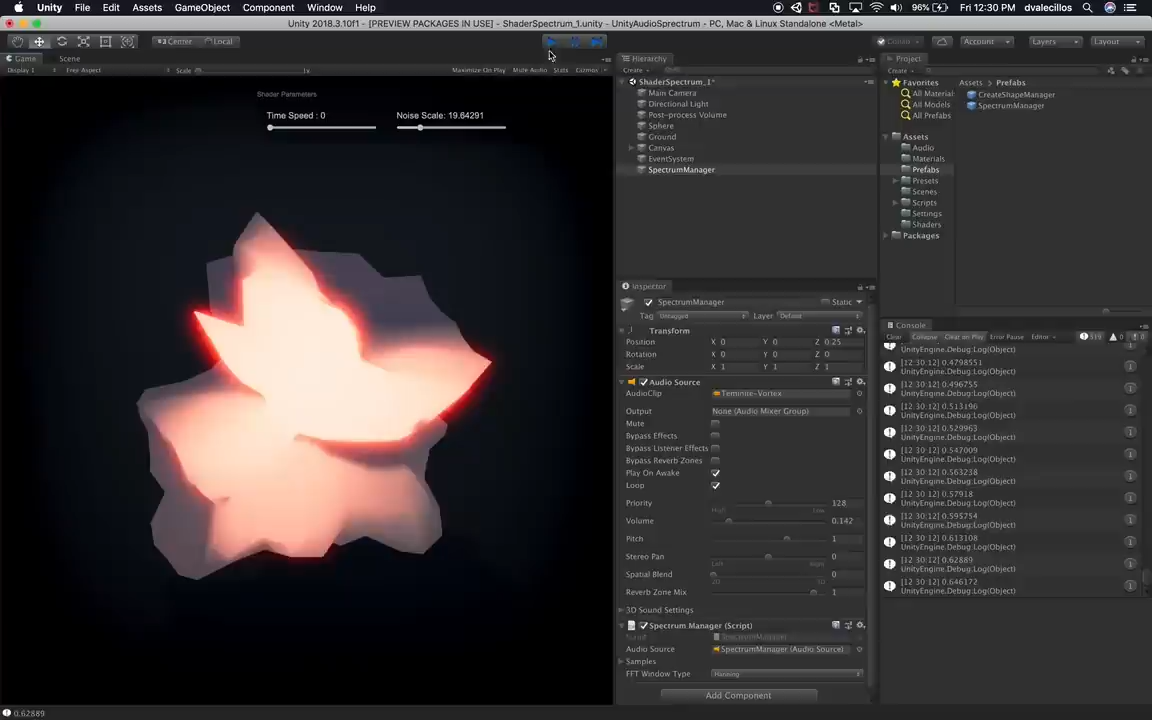 Unity File Edit Assets GameObject Component Window Help 96% Fri 12:30 PM dvalecillos
Unity 2018.3.10f1 - [PREVIEW PACKAGES IN USE] - ShaderSpectrum_1.unity - UnityAudioSpectrum - PC, Mac & Linux Standalone <Metal>
Center Local Account Layers Layout
Game Scene
Display 1 Free Aspect Scale 1x Maximize On Play Mute Audio Stats Gizmos
Shader Parameters
Time Speed : 0 Noise Scale: 19.64291
Hierarchy
Create
ShaderSpectrum_1*
Main Camera
Directional Light
Post-process Volume
Sphere
Ground
Canvas
EventSystem
SpectrumManager
Inspector
SpectrumManager Static
Tag Untagged Layer Default
Transform
Position X 0 Y 0 Z 0.25
Rotation X 0 Y 0 Z 0
Scale X 1 Y 1 Z 1
Audio Source
AudioClip Teminite-Vortex
Output None (Audio Mixer Group)
Mute
Bypass Effects
Bypass Listener Effects
Bypass Reverb Zones
Play On Awake
Loop
Priority 128
High Low
Volume 0.142
Pitch 1
Stereo Pan 0
Left Right
Spatial Blend 0
2D 3D
Reverb Zone Mix 1
3D Sound Settings
Spectrum Manager (Script)
Script SpectrumManager
Audio Source SpectrumManager (Audio Source)
Samples
FFT Window Type Hanning
Add Component
Project
Create
Favorites
All Material
All Models
All Prefabs
Assets
Audio
Materials
Prefabs
Presets
Scenes
Scripts
Settings
Shaders
Packages
Assets Prefabs
CreateShapeManager
SpectrumManager
Console
Clear Collapse Clear on Play Error Pause Editor 319 0 0
UnityEngine.Debug:Log(Object)
[12:30:12] 0.4798551
UnityEngine.Debug:Log(Object)
[12:30:12] 0.496755
UnityEngine.Debug:Log(Object)
[12:30:12] 0.513196
UnityEngine.Debug:Log(Object)
[12:30:12] 0.529963
UnityEngine.Debug:Log(Object)
[12:30:12] 0.547009
UnityEngine.Debug:Log(Object)
[12:30:12] 0.563238
UnityEngine.Debug:Log(Object)
[12:30:12] 0.57918
UnityEngine.Debug:Log(Object)
[12:30:12] 0.595754
UnityEngine.Debug:Log(Object)
[12:30:12] 0.613108
UnityEngine.Debug:Log(Object)
[12:30:12] 0.62889
UnityEngine.Debug:Log(Object)
[12:30:12] 0.646172
UnityEngine.Debug:Log(Object)
0.62889